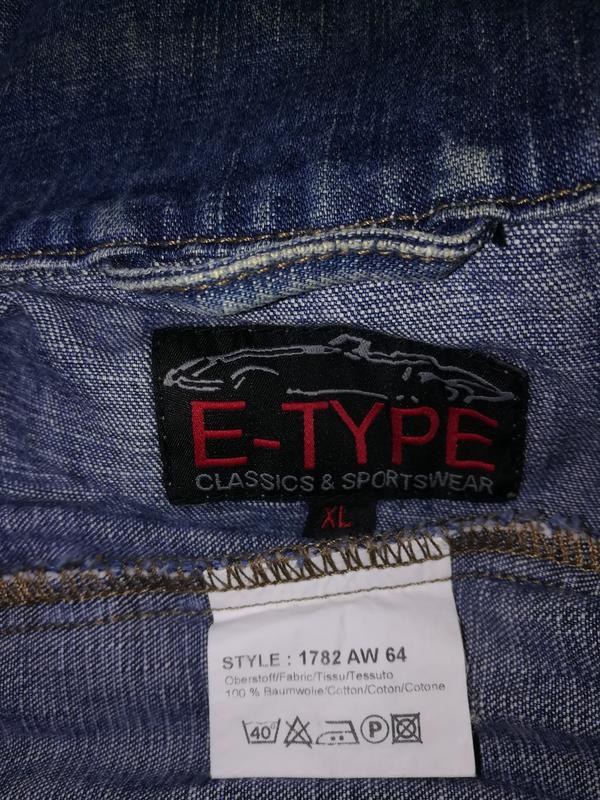 E-TYPE
CLASSICS & SPORTSWEAR
XL
STYLE : 1782 AW 64
Oberstoff/Fabric/Tissu/Tessuto
100 % Baumwolle/Cotton/Coton/Cotone
40 P